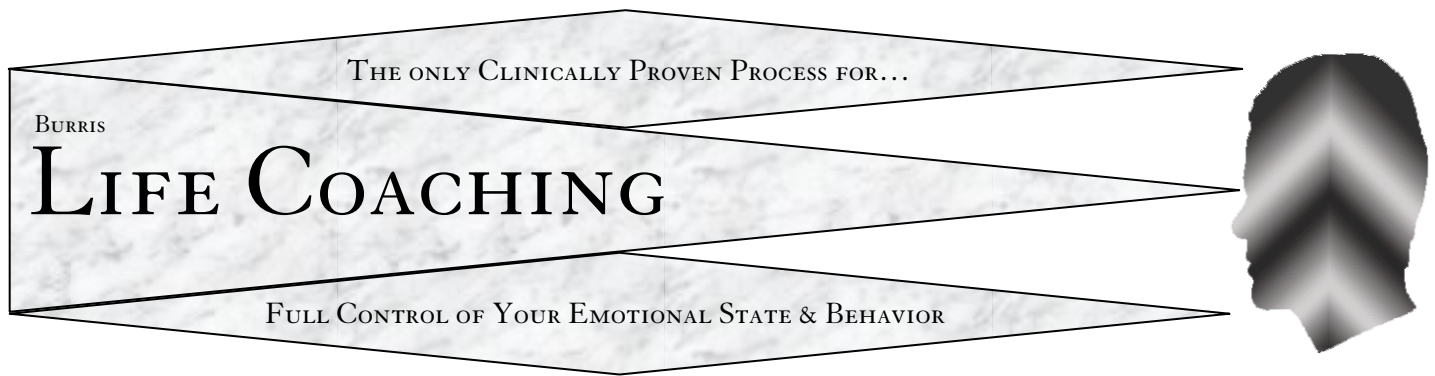 The only Clinically Proven Process for...
Burris
Life Coaching
Full Control of Your Emotional State & Behavior